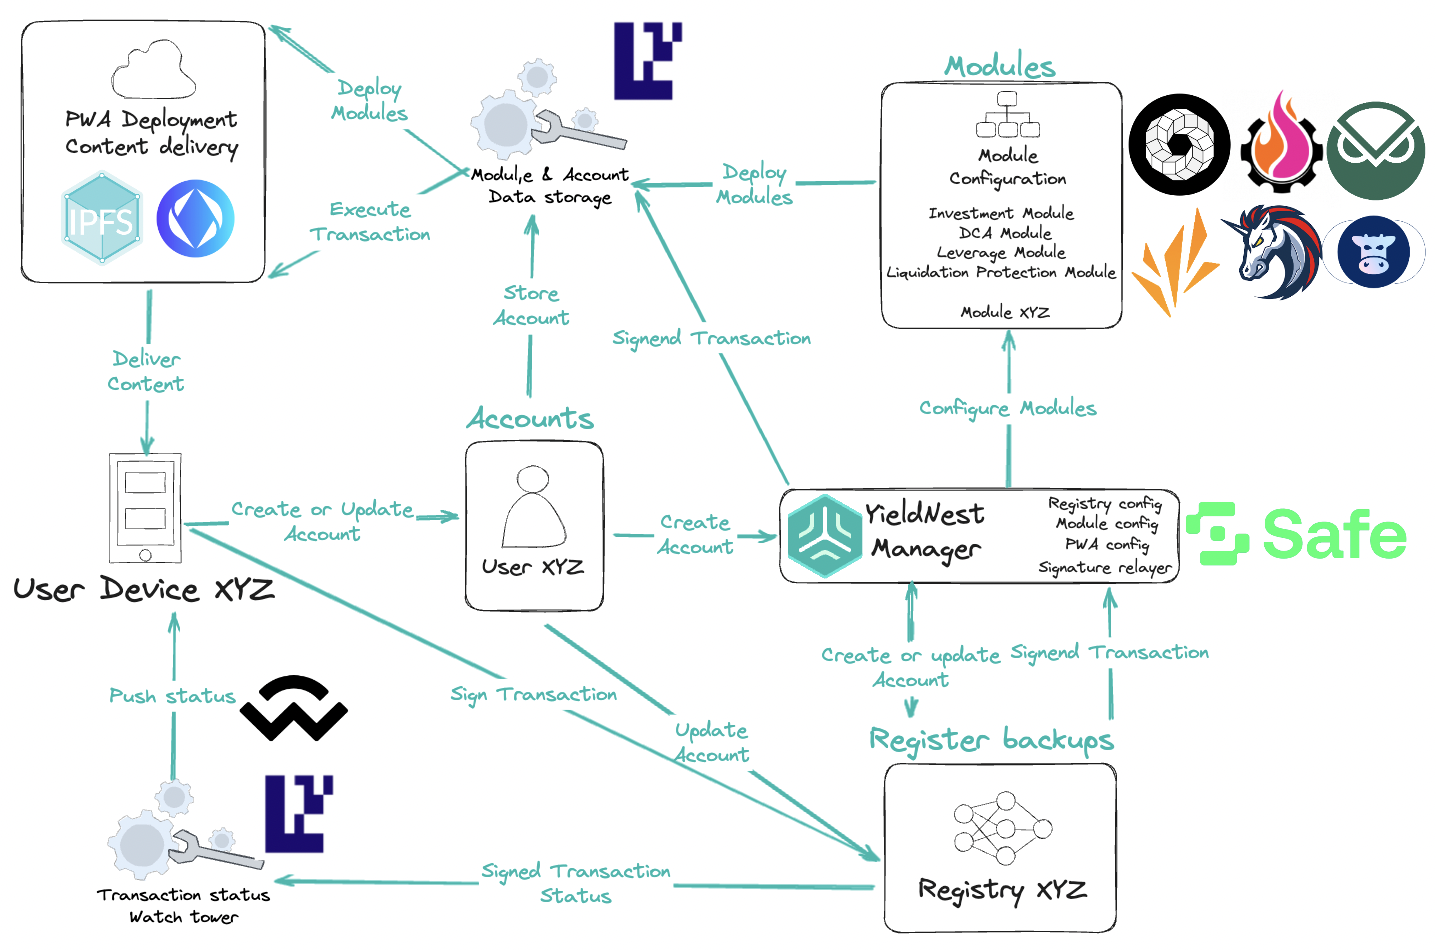 PWA Deployment
Content delivery
IPFS
Deploy
Modules
Execute
Transaction
Modul,e & Account
Data storage
Deploy
Modules
Modules
Module
Configuration
Investment Module
DCA Module
Leverage Module
Liquidation Protection Module
Module XYZ
Deliver
Content
Store
Account
Signend Transaction
Configure Modules
Accounts
User XYZ
User Device XYZ
Create or Update
Account
Create
Account
YieldNest
Manager
Registry config
Module config
PWA config
Signature relayer
Safe
Push status
Sign Transaction
Update
Account
Create or update
Account
Signend Transaction
Register backups
Registry XYZ
Signed Transaction
Status
Transaction status
Watch tower